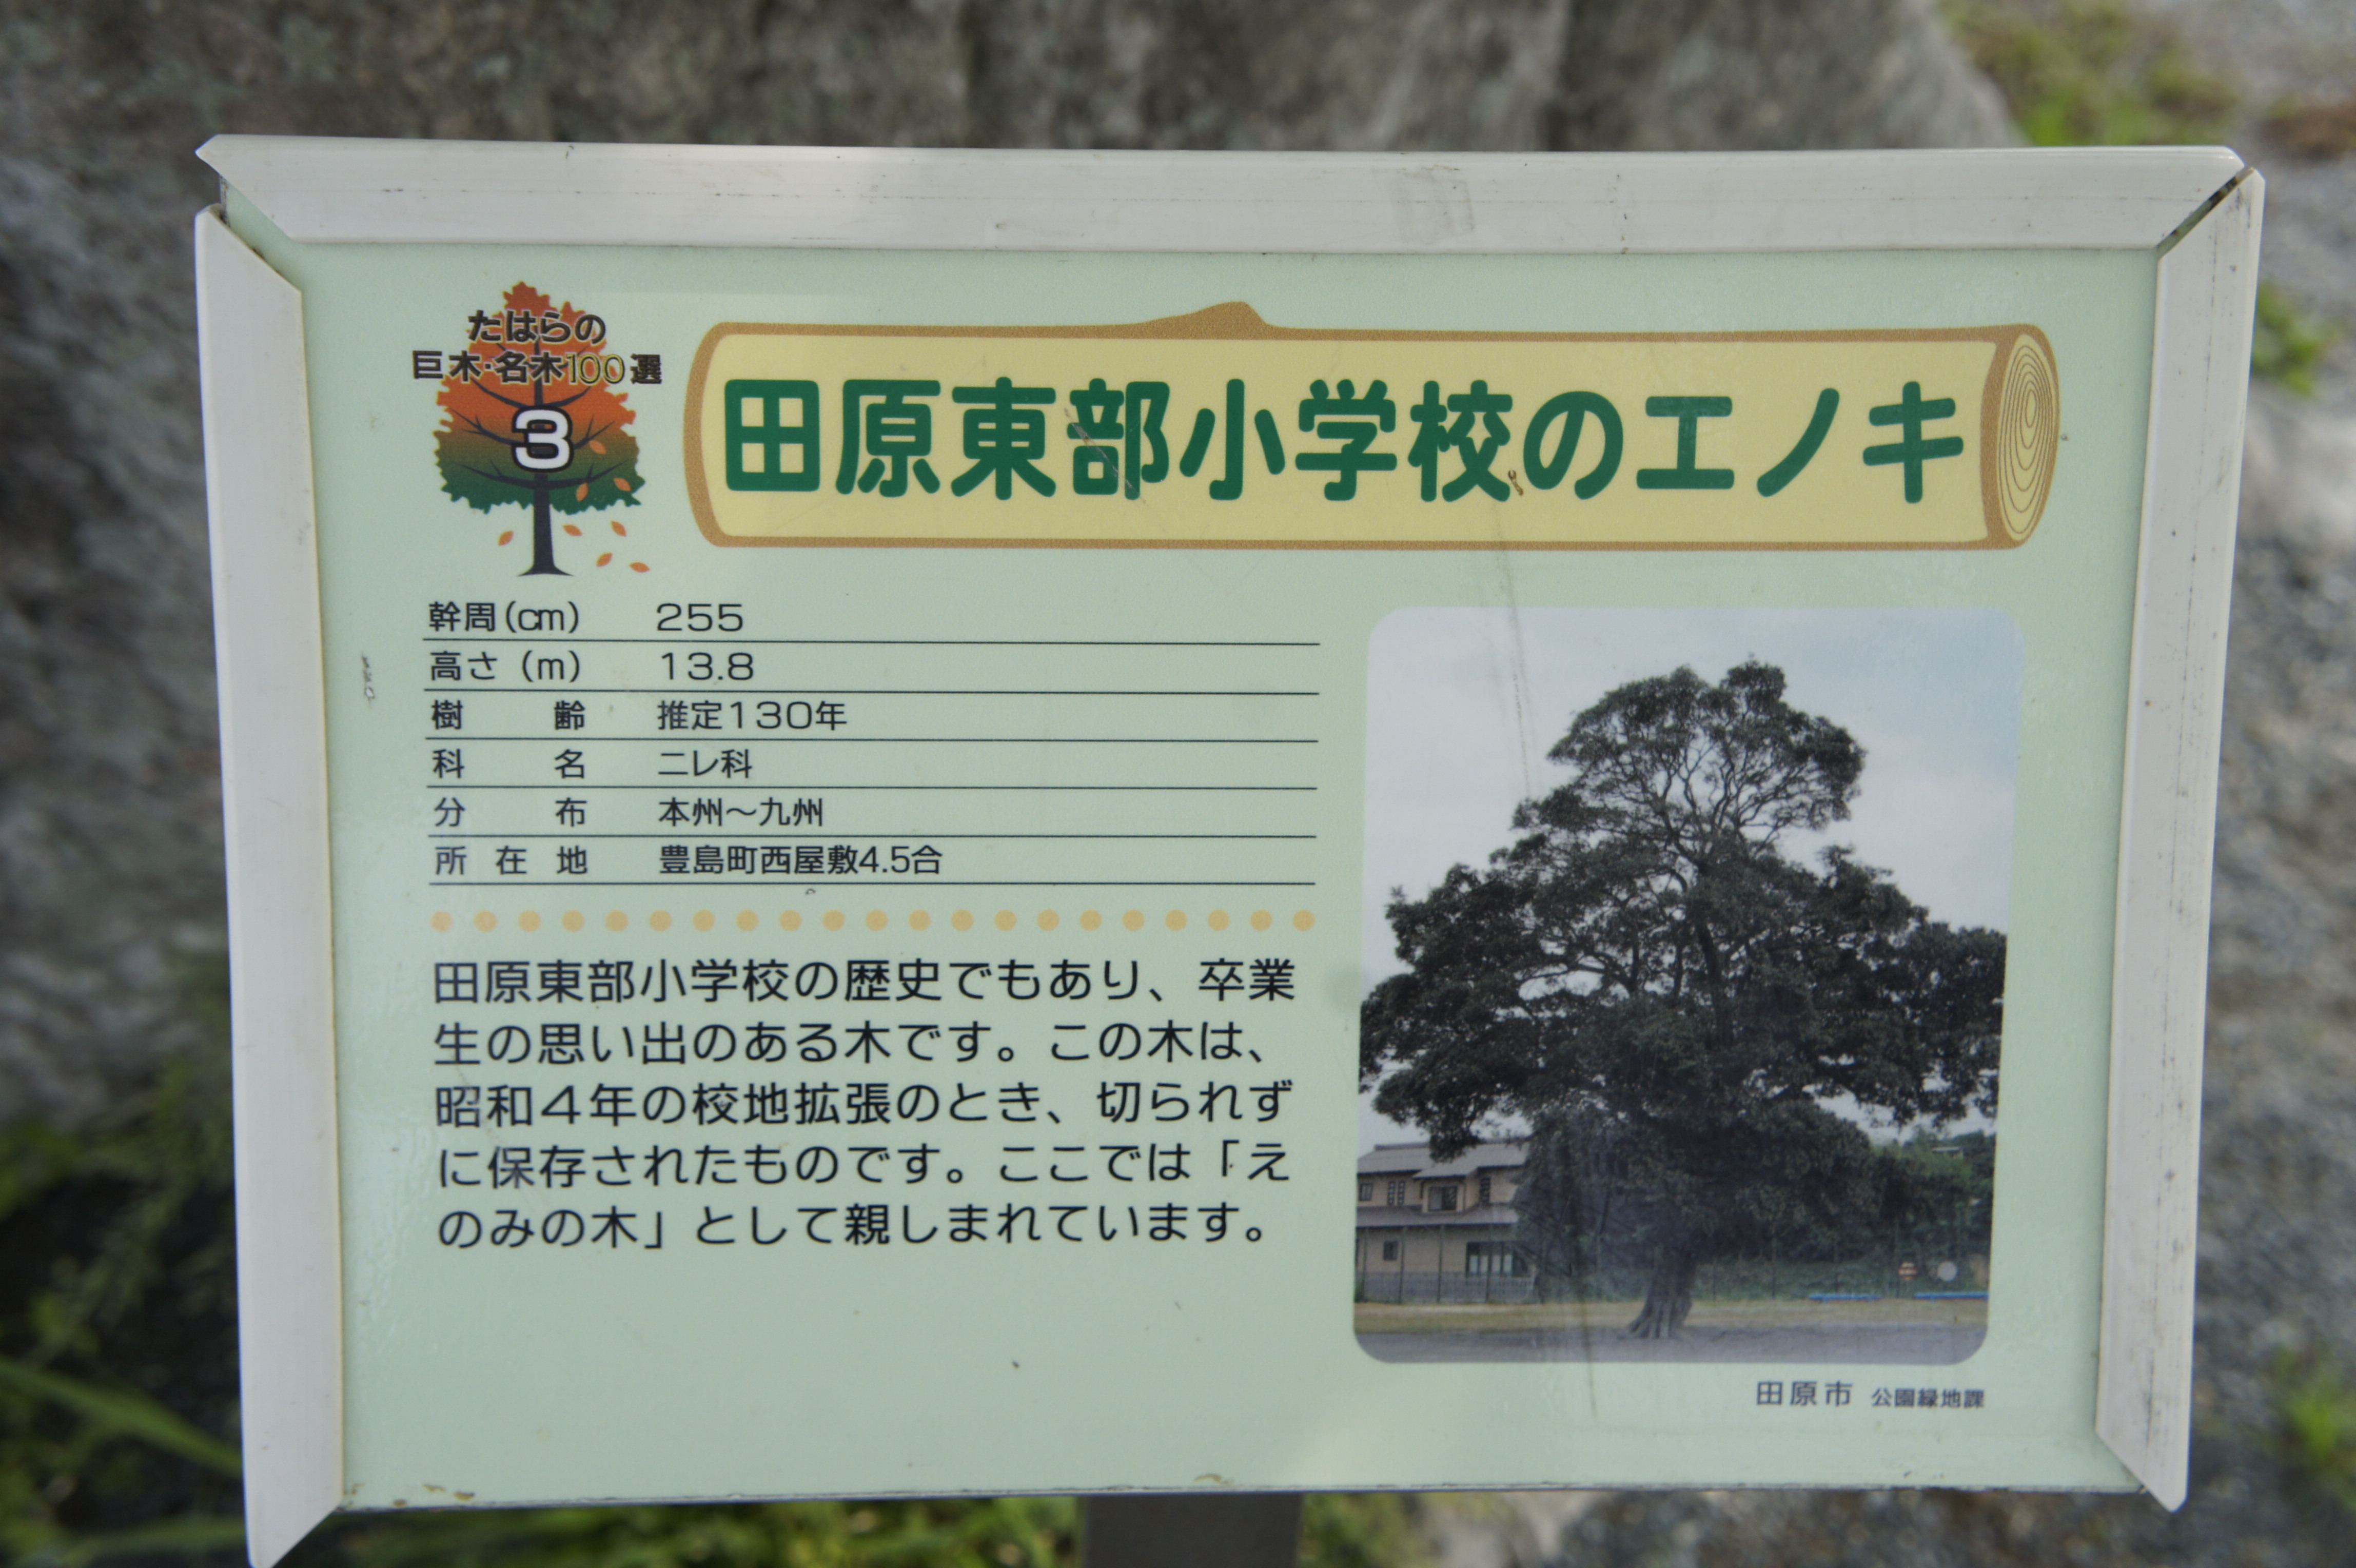 たはらの
巨木·名木100選
3
田原東部小学校のエノキ
幹周(cm) 255
高さ(m) 13.8
樹齢 推定130年
科名 ニレ科
分布 本州～九州
所在地 豊島町西屋敷4.5合
田原東部小学校の歴史でもあり、卒業
生の思い出のある木です。この木は、
昭和4年の校地拡張のとき、切られず
に保存されたものです。ここでは「え
のみの木」として親しまれています。
田原市 公園緑地課